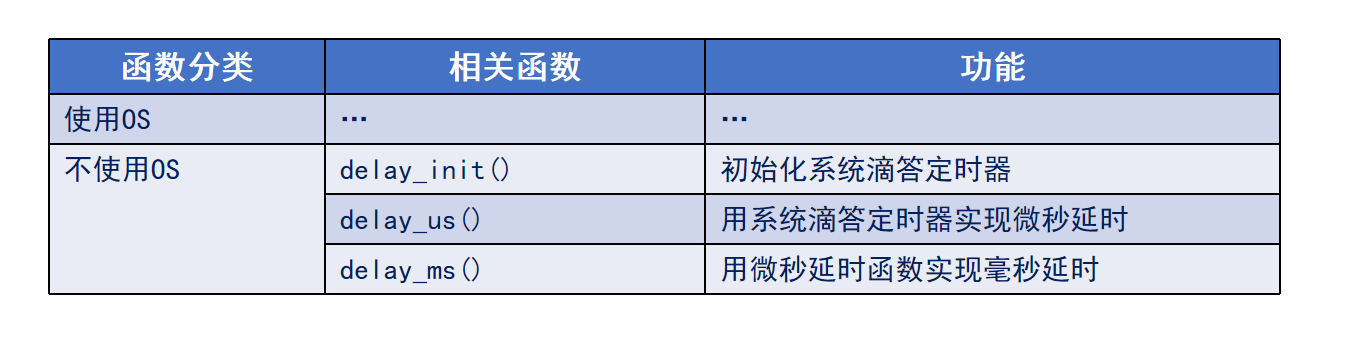 函数分类 相关函数 功能
使用OS … …
不使用OS delay_init() 初始化系统滴答定时器
delay_us() 用系统滴答定时器实现微秒延时
delay_ms() 用微秒延时函数实现毫秒延时